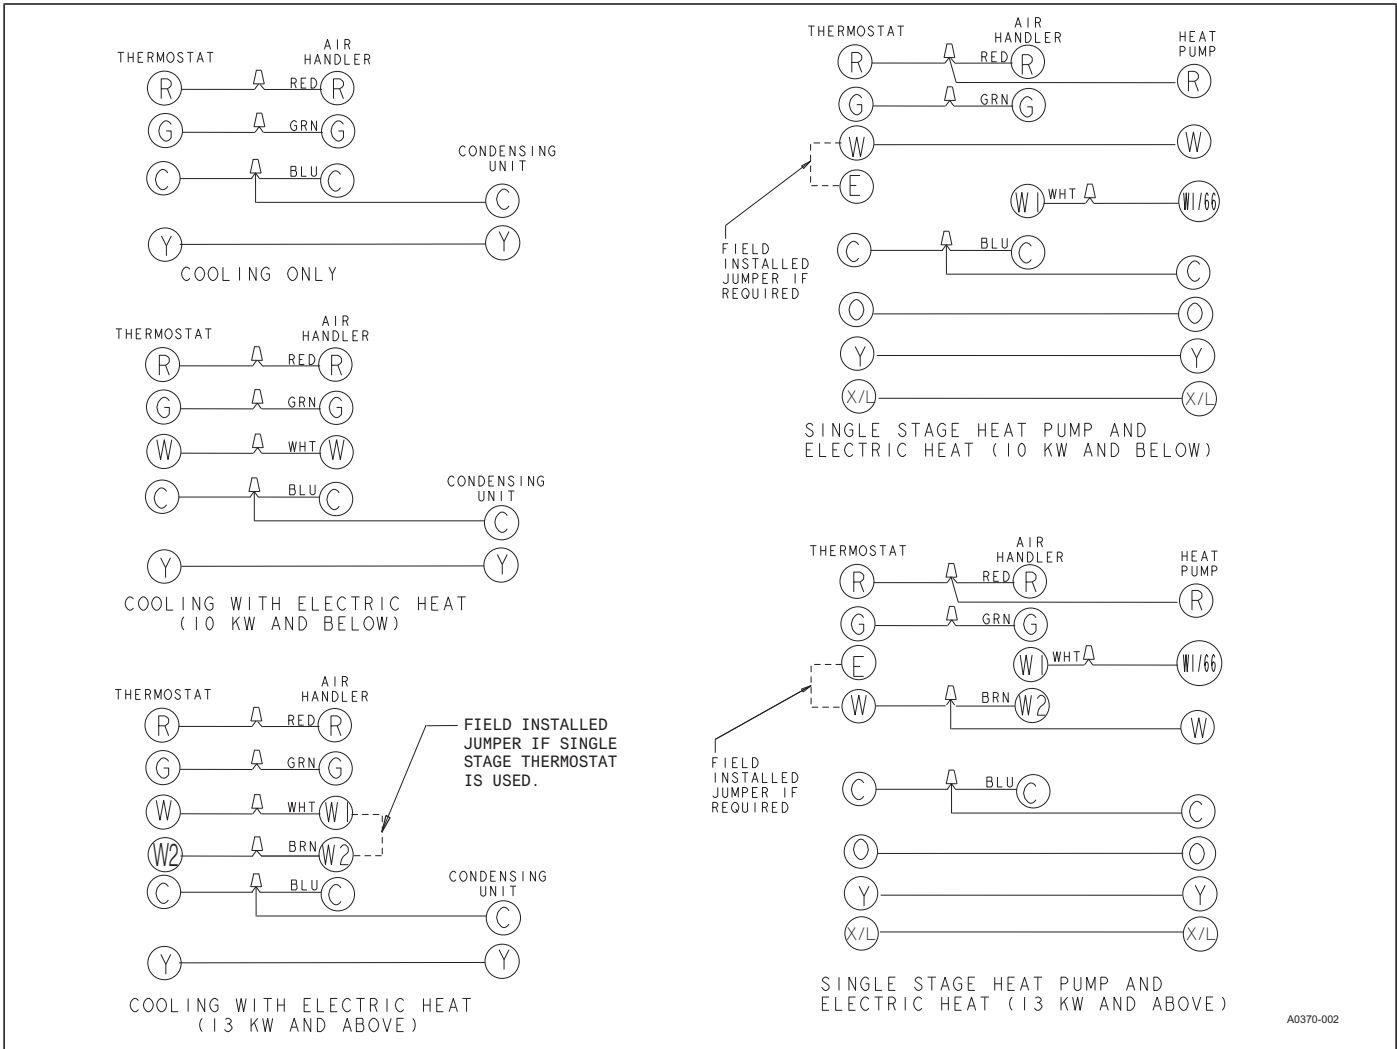 THERMOSTAT
AIR
HANDLER
R RED R
G GRN G
CONDENSING
UNIT
C BLU C
C
Y Y
COOLING ONLY
THERMOSTAT
AIR
HANDLER
R RED R
G GRN G
W WHT W
CONDENSING
UNIT
C BLU C
C
Y Y
COOLING WITH ELECTRIC HEAT
(10 KW AND BELOW)
THERMOSTAT
AIR
HANDLER
R RED R
G GRN G
W WHT W1
W2 BRN W2
FIELD INSTALLED
JUMPER IF SINGLE
STAGE THERMOSTAT
IS USED.
CONDENSING
UNIT
C BLU C
C
Y Y
COOLING WITH ELECTRIC HEAT
(13 KW AND ABOVE)
THERMOSTAT
AIR
HANDLER
HEAT
PUMP
R RED R
R
G GRN G
W W
E
W1 WHT W1/66
FIELD
INSTALLED
JUMPER IF
REQUIRED
C BLU C
C
O O
Y Y
X/L X/L
SINGLE STAGE HEAT PUMP AND
ELECTRIC HEAT (10 KW AND BELOW)
THERMOSTAT
AIR
HANDLER
HEAT
PUMP
R RED R
R
G GRN G
E W1 WHT W1/66
W BRN W2
W
FIELD
INSTALLED
JUMPER IF
REQUIRED
C BLU C
C
O O
Y Y
X/L X/L
SINGLE STAGE HEAT PUMP AND
ELECTRIC HEAT (13 KW AND ABOVE)
A0370-002